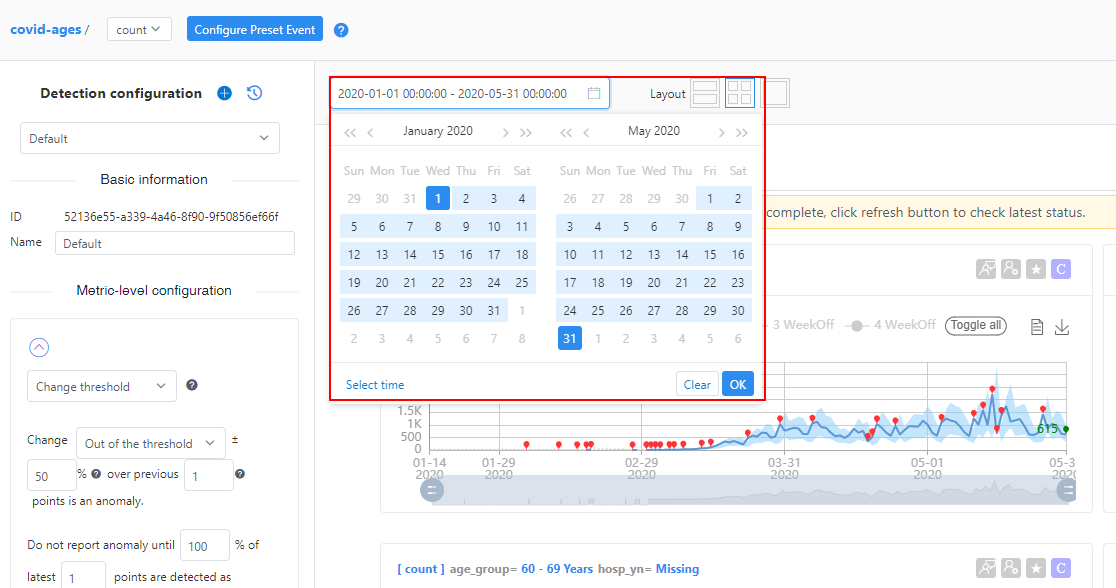 covid-ages / count Configure Preset Event ?
Detection configuration
Default
Basic information
ID 52136e55-a339-4a46-8f90-9f50856ef66f
Name Default
Metric-level configuration
Change threshold ?
Change Out of the threshold ±
50 % ? over previous 1 ?
points is an anomaly.
Do not report anomaly until 100 % of
latest 1 points are detected as
2020-01-01 00:00:00 - 2020-05-31 00:00:00 Layout
January 2020
Sun Mon Tue Wed Thu Fri Sat
29 30 31 1 2 3 4
5 6 7 8 9 10 11
12 13 14 15 16 17 18
19 20 21 22 23 24 25
26 27 28 29 30 31 1
2 3 4 5 6 7 8
May 2020
Sun Mon Tue Wed Thu Fri Sat
26 27 28 29 30 1 2
3 4 5 6 7 8 9
10 11 12 13 14 15 16
17 18 19 20 21 22 23
24 25 26 27 28 29 30
31 1 2 3 4 5 6
Select time Clear OK
complete, click refresh button to check latest status.
C
3 WeekOff 4 WeekOff Toggle all
1.5K
1K
500
0
615
01-14 01-29 02-29 03-31 05-01 05-3
2020 2020 2020 2020 2020 2020
[ count ] age_group= 60 - 69 Years hosp_yn= Missing C